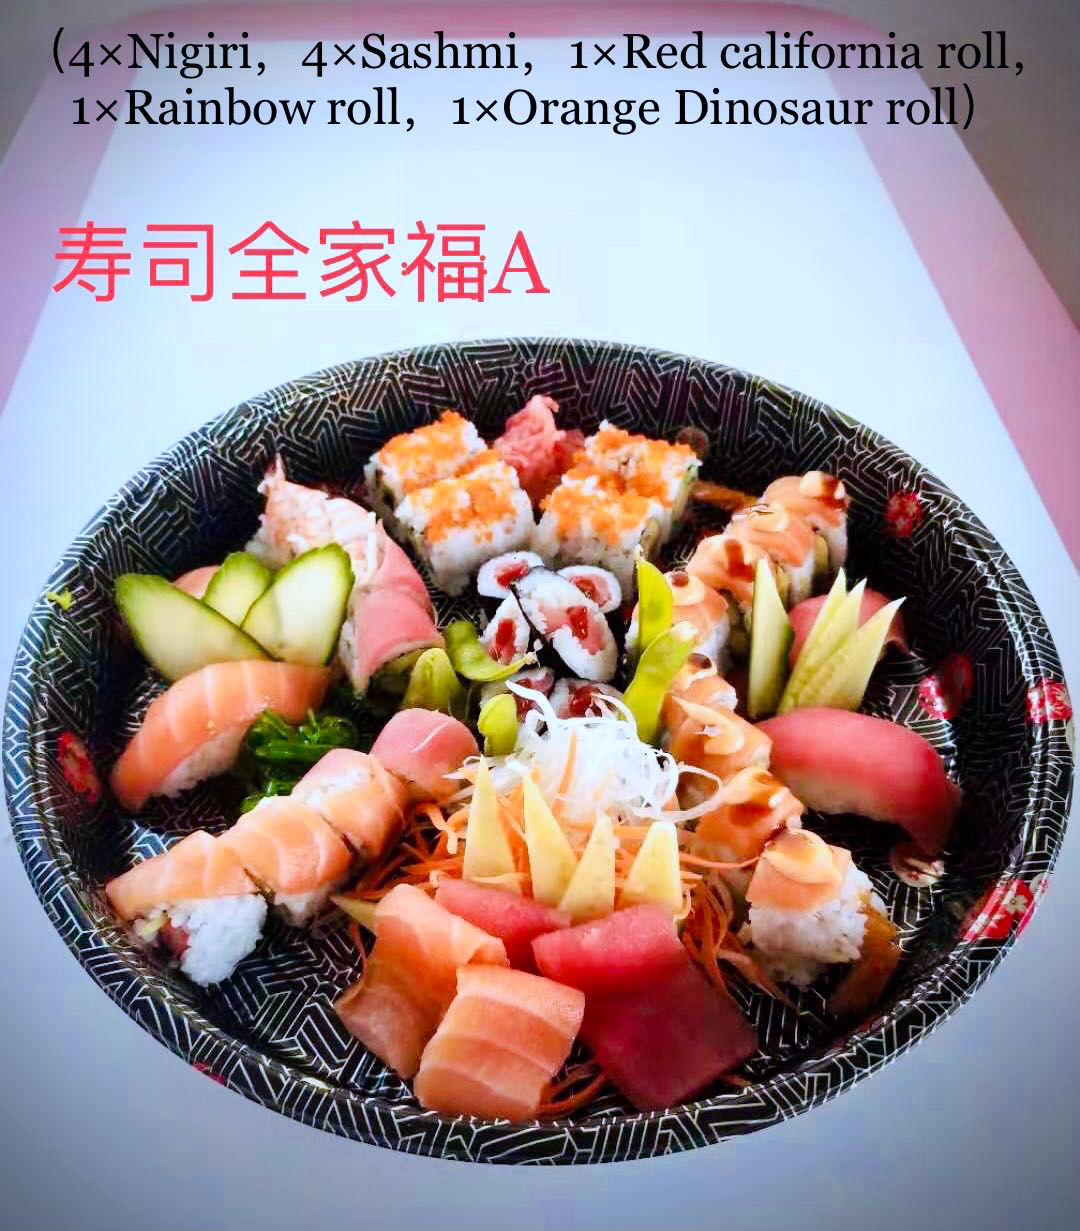 (4×Nigiri, 4×Sashmi, 1×Red california roll,
1×Rainbow roll, 1×Orange Dinosaur roll)
寿司全家福A